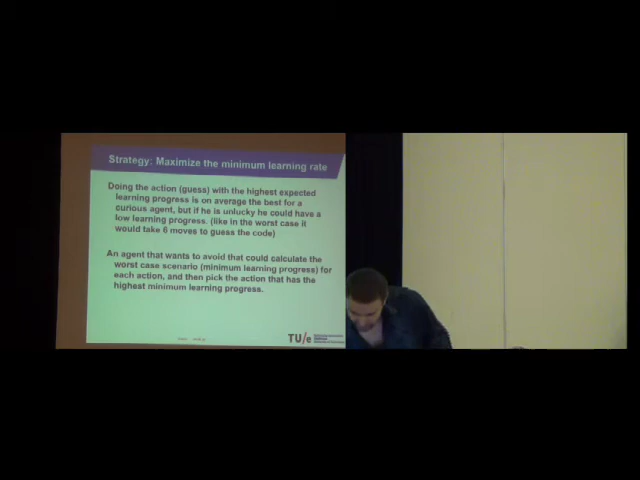 Strategy: Maximize the minimum learning rate
Doing the action (guess) with the highest expected
learning progress is on average the best for a
curious agent, but if he is unlucky he could have a
low learning progress. (like in the worst case it
would take 6 moves to guess the code)
An agent that wants to avoid that could calculate the
worst case scenario (minimum learning progress) for
each action, and then pick the action that has the
highest minimum learning progress.
TU/e